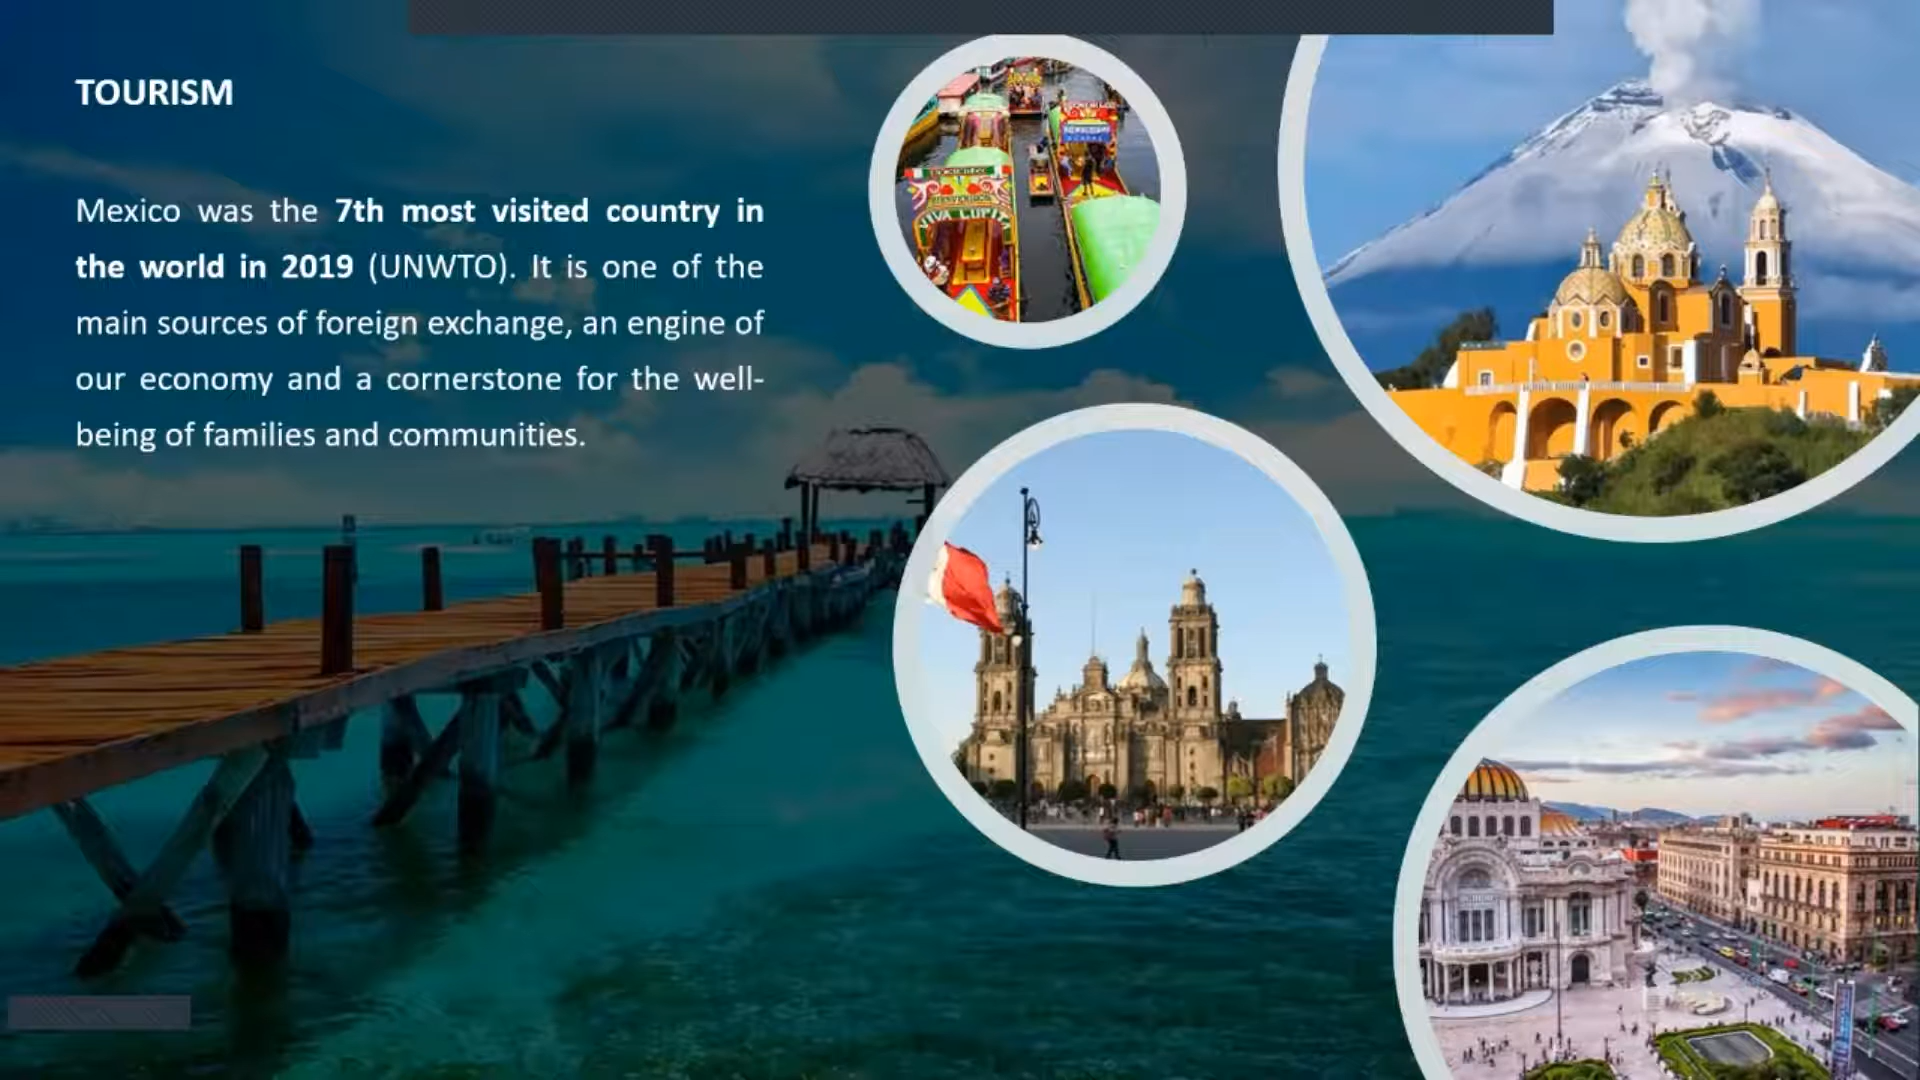 TOURISM
Mexico was the 7th most visited country in
the world in 2019 (UNWTO). It is one of the
main sources of foreign exchange, an engine of
our economy and a cornerstone for the well-
being of families and communities.
VIVA LUPITA